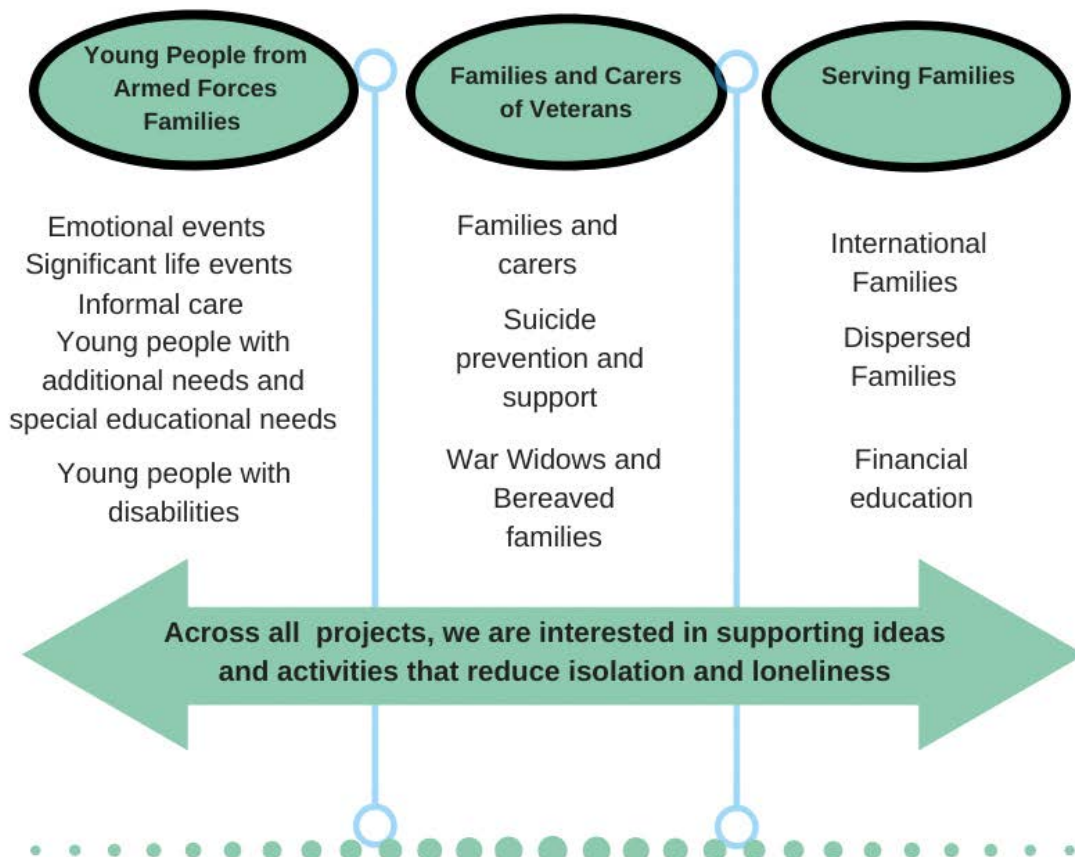 Young People from
Armed Forces
Families
Emotional events
Significant life events
Informal care
Young people with
additional needs and
special educational needs
Young people with
disabilities
Families and Carers
of Veterans
Families and
carers
Suicide
prevention and
support
War Widows and
Bereaved
families
Serving Families
International
Families
Dispersed
Families
Financial
education
Across all projects, we are interested in supporting ideas
and activities that reduce isolation and loneliness